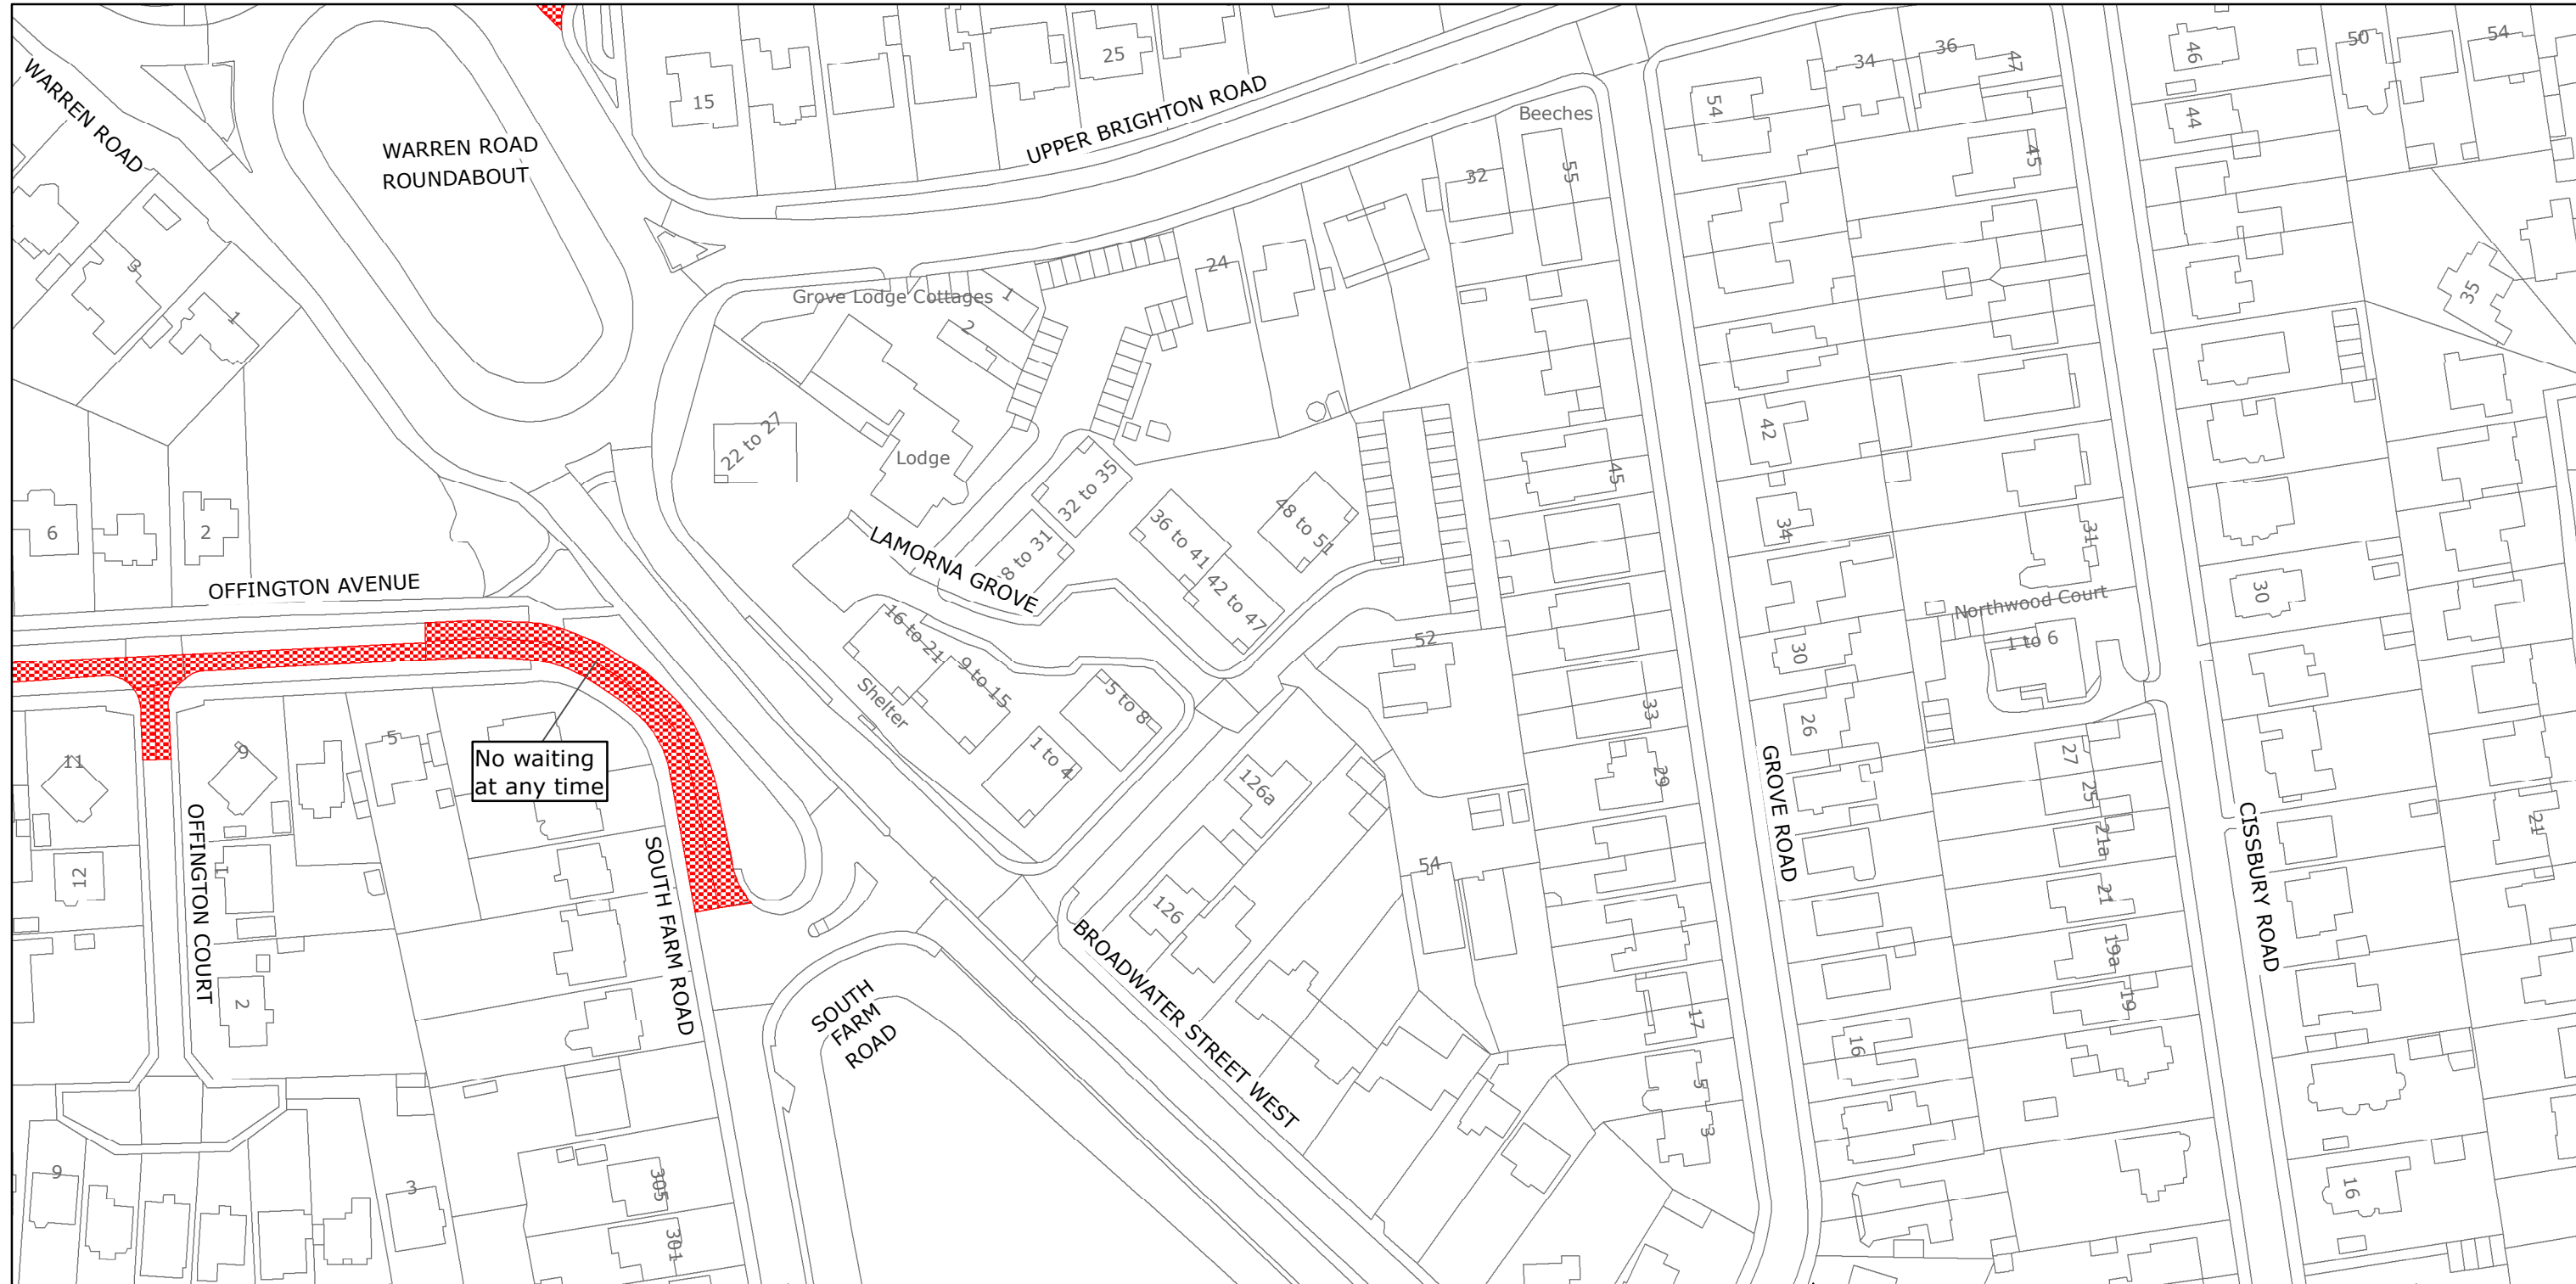 WARREN ROAD
WARREN ROAD
ROUNDABOUT
UPPER BRIGHTON ROAD
15
25
Beeches
32
55
54
34
36
47
45
46
44
50
54
35
3
1
Grove Lodge Cottages
1
2
24
22 to 27
Lodge
32 to 35
8 to 31
36 to 41
42 to 47
48 to 51
LAMORNA GROVE
45
42
34
31
30
6
2
OFFINGTON AVENUE
16 to 21
9 to 15
5 to 8
1 to 4
Shelter
52
33
30
26
Northwood Court
1 to 6
No waiting
at any time
11
9
5
12
1
2
OFFINGTON COURT
SOUTH FARM ROAD
126a
126
54
29
GROVE ROAD
27
25
21a
21
19a
19
CISSBURY ROAD
21
SOUTH
FARM
ROAD
BROADWATER STREET WEST
17
5
3
16
16
9
3
305
301